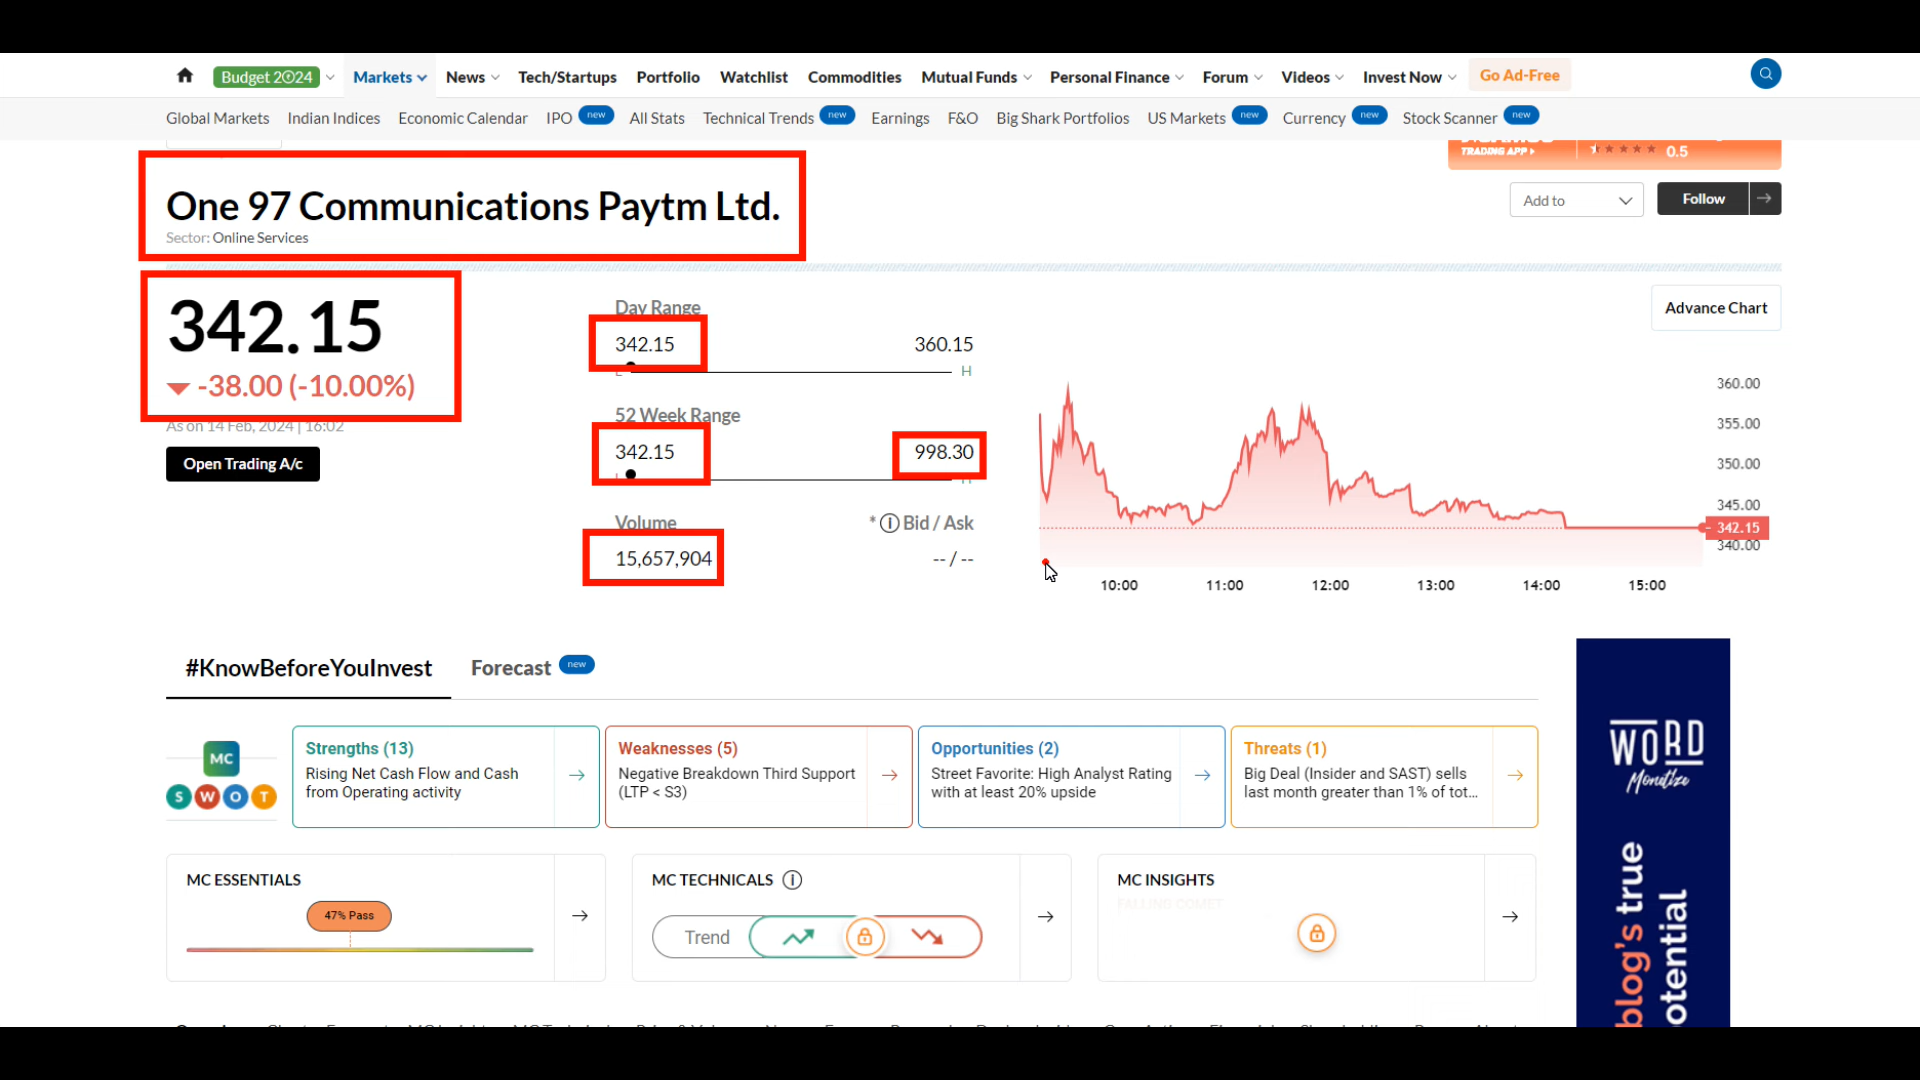 Budget 2024 Markets News Tech/Startups Portfolio Watchlist Commodities Mutual Funds Personal Finance Forum Videos Invest Now Go Ad-Free
Global Markets Indian Indices Economic Calendar IPO new All Stats Technical Trends new Earnings F&O Big Shark Portfolios US Markets new Currency new Stock Scanner new
TRADING APP 0.5
One 97 Communications Paytm Ltd.
Sector: Online Services
Add to Follow
342.15
-38.00 (-10.00%)
As on 14 Feb, 2024 | 16:02
Open Trading A/c
Day Range
342.15 360.15
L H
52 Week Range
342.15 998.30
Volume * Bid / Ask
15,657,904 -- / --
Advance Chart
360.00
355.00
350.00
345.00
342.15
340.00
10:00 11:00 12:00 13:00 14:00 15:00
#KnowBeforeYouInvest Forecast new
MC
S W O T
Strengths (13)
Rising Net Cash Flow and Cash
from Operating activity
Weaknesses (5)
Negative Breakdown Third Support
(LTP < S3)
Opportunities (2)
Street Favorite: High Analyst Rating
with at least 20% upside
Threats (1)
Big Deal (Insider and SAST) sells
last month greater than 1% of tot...
MC ESSENTIALS
47% Pass
MC TECHNICALS
Trend
MC INSIGHTS
FALLING COMET
WORD
Monetize
blog's true
otential